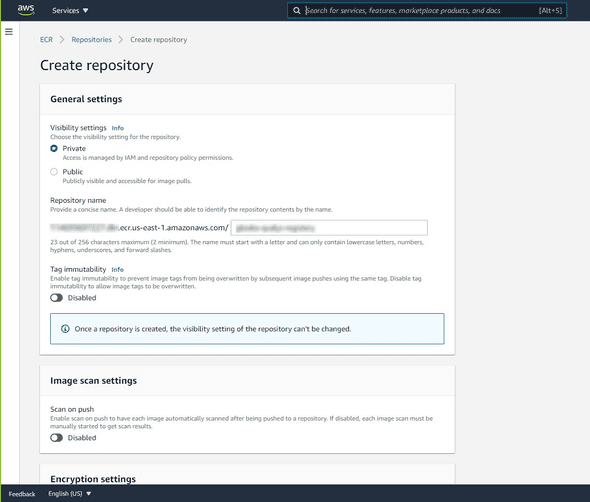 aws
Services
Search for services, features, marketplace products, and docs
[Alt+S]
ECR > Repositories > Create repository
Create repository
General settings
Visibility settings Info
Choose the visibility setting for the repository.
Private
Access is managed by IAM and repository policy permissions.
Public
Publicly visible and accessible for image pulls.
Repository name
Provide a concise name. A developer should be able to identify the repository contents by the name.
.ecr.us-east-1.amazonaws.com/
23 out of 256 characters maximum (2 minimum). The name must start with a letter and can only contain lowercase letters, numbers,
hyphens, underscores, and forward slashes.
Tag immutability Info
Enable tag immutability to prevent image tags from being overwritten by subsequent image pushes using the same tag. Disable tag
immutability to allow image tags to be overwritten.
Disabled
Once a repository is created, the visibility setting of the repository can't be changed.
Image scan settings
Scan on push
Enable scan on push to have each image automatically scanned after being pushed to a repository. If disabled, each image scan must be
manually started to get scan results.
Disabled
Encryption settings
Feedback
English (US)